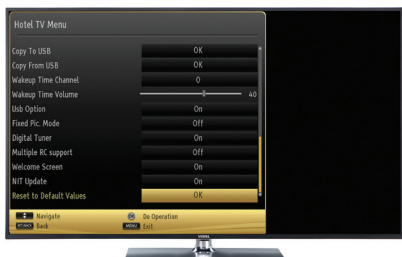 Hotel TV Menu
Copy To USB OK
Copy From USB OK
Wakeup Time Channel 0
Wakeup Time Volume 40
Usb Option On
Fixed Pic. Mode Off
Digital Tuner On
Multiple RC support Off
Welcome Screen On
NIT Update On
Reset to Default Values OK
Navigate OK Do Operation
Back MENU Exit
VESTEL